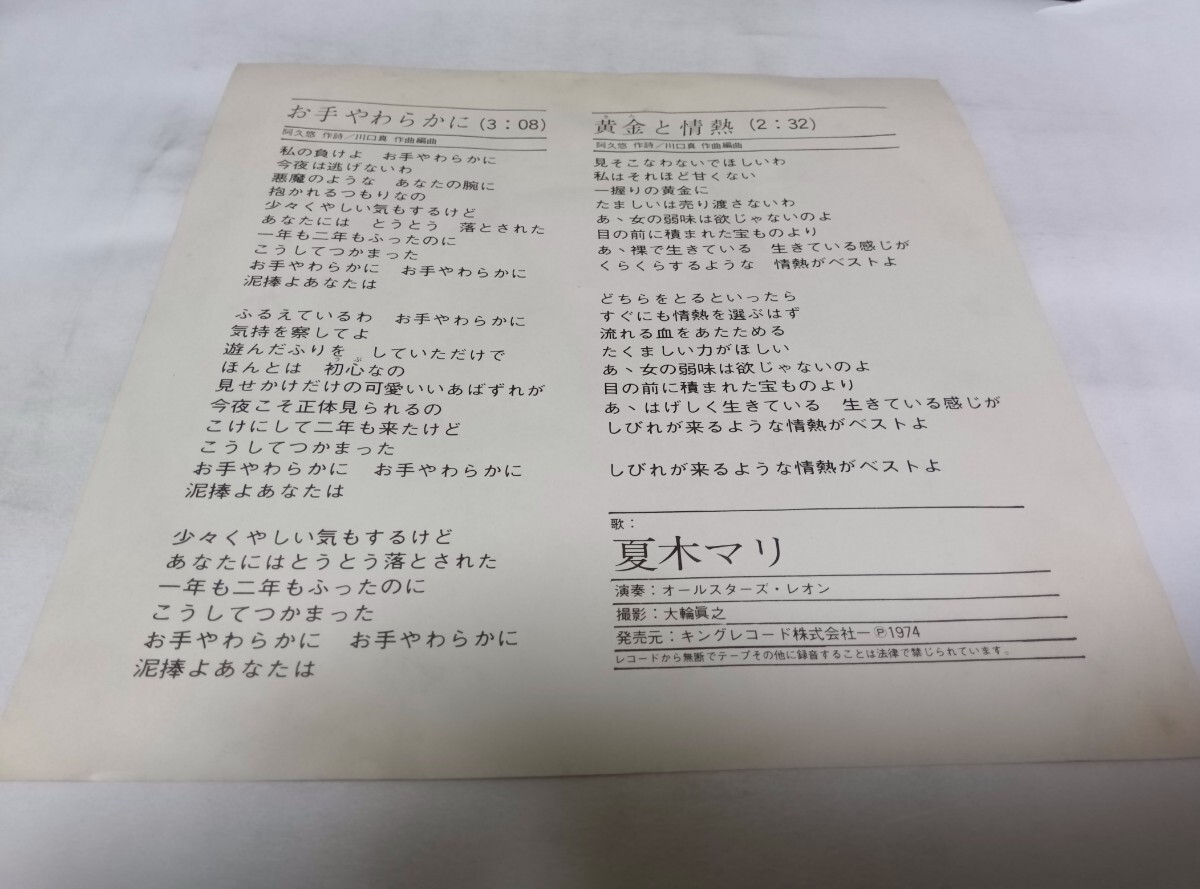 お手やわらかに(3:08)
阿久悠 作詩/川口真 作曲編曲
私の負けよ お手やわらかに
今夜は逃げないわ
悪魔のような あなたの腕に
抱かれるつもりなの
少々くやしい気もするけど
あなたには とうとう 落とされた
一年も二年もふったのに
こうしてつかまった
お手やわらかに お手やわらかに
泥捧よあなたは
ふるえているわ お手やわらかに
気持を察してよ
遊んだふりを していただけで
ほんとは 初心なの
うぶ
見せかけだけの可愛いいあばずれが
今夜こそ正体見られるの
こけにして二年も来たけど
こうしてつかまった
お手やわらかに お手やわらかに
泥捧よあなたは
少々くやしい気もするけど
あなたにはとうとう落とされた
一年も二年もふったのに
こうしてつかまった
お手やわらかに お手やわらかに
泥捧よあなたは
黄金と情熱(2:32)
阿久悠 作詩/川口真 作曲編曲
見そこなわないでほしいわ
私はそれほど甘くない
一握りの黄金に
たましいは売り渡さないわ
あゝ女の弱味は欲じゃないのよ
目の前に積まれた宝ものより
あゝ裸で生きている 生きている感じが
くらくらするような 情熱がベストよ
どちらをとるといったら
すぐにも情熱を選ぶはず
流れる血をあたためる
たくましい力がほしい
あゝ女の弱味は欲じゃないのよ
目の前に積まれた宝ものより
あゝはげしく生きている 生きている感じが
しびれが来るような情熱がベストよ
しびれが来るような情熱がベストよ
歌:
夏木マリ
演奏:オールスターズ・レオン
撮影:大輪眞之
発売元:キングレコード株式会社ー℗1974
レコードから無断でテープその他に録音することは法律で禁じられています。